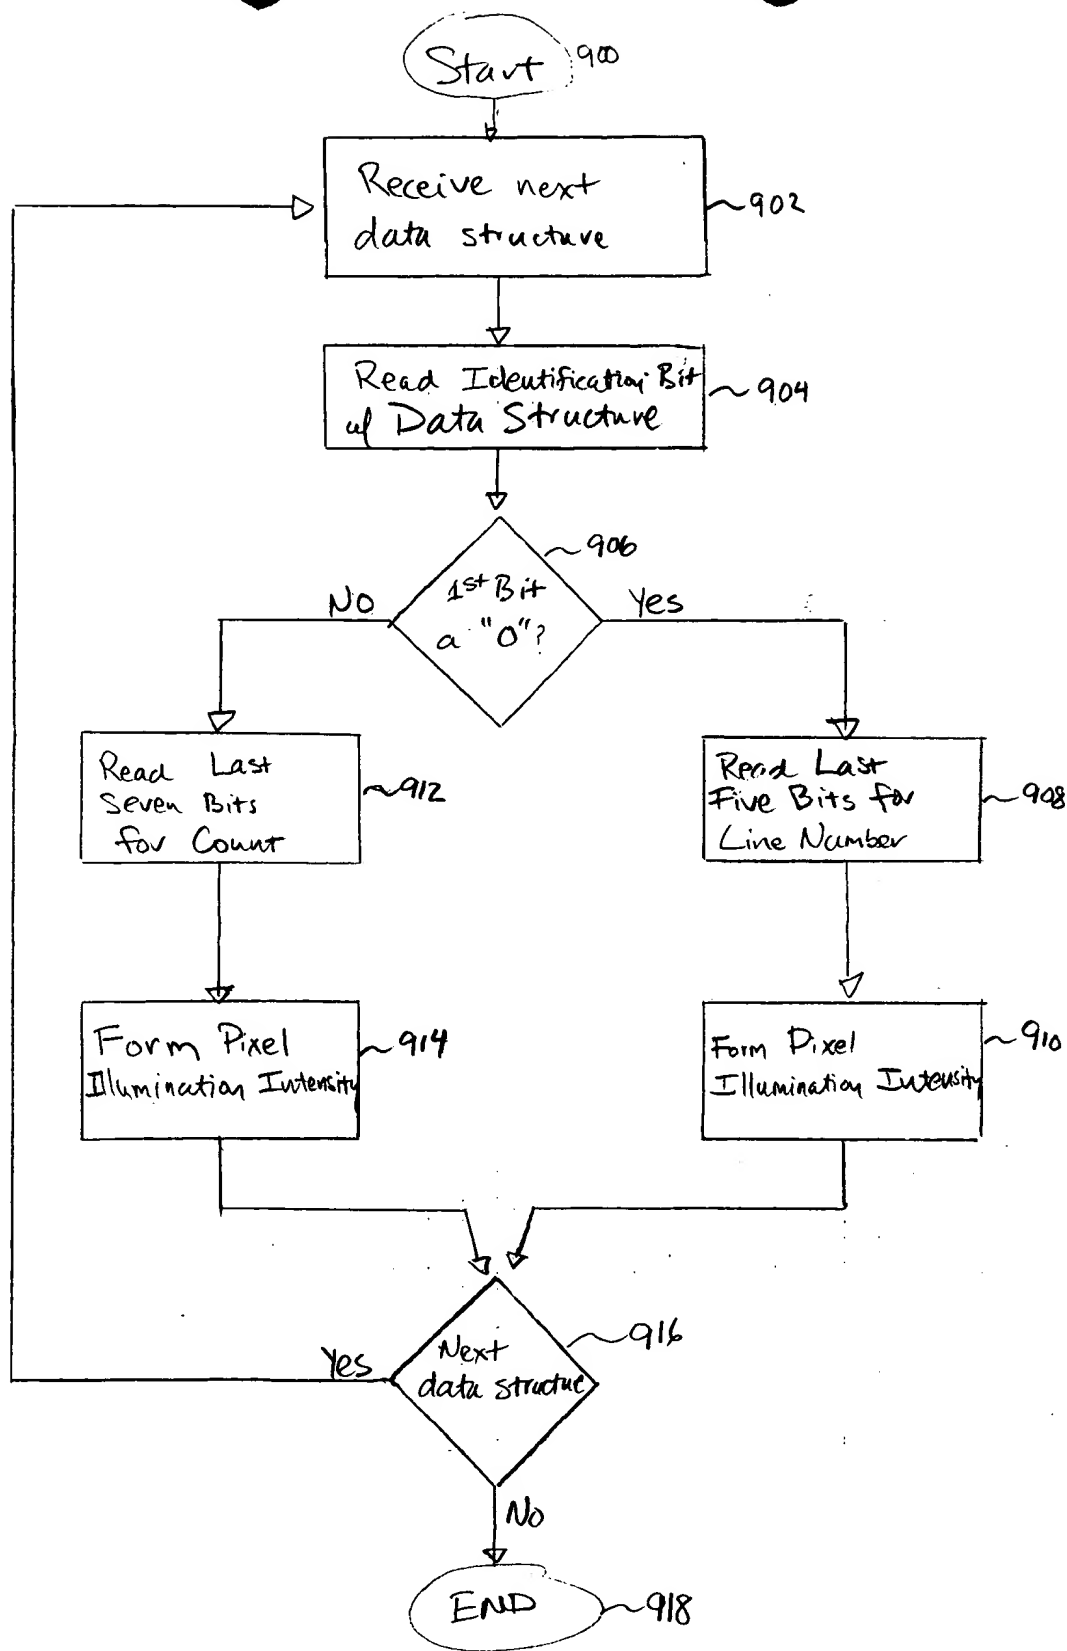 Start 900
Receive next
data structure
902
Read Identification Bit
of Data Structure
904
906
1st Bit
a "0"?
No
Yes
Read Last
Seven Bits
for Count
912
Read Last
Five Bits for
Line Number
908
Form Pixel
Illumination Intensity
914
Form Pixel
Illumination Intensity
910
916
Next
data structue
Yes
No
END
918